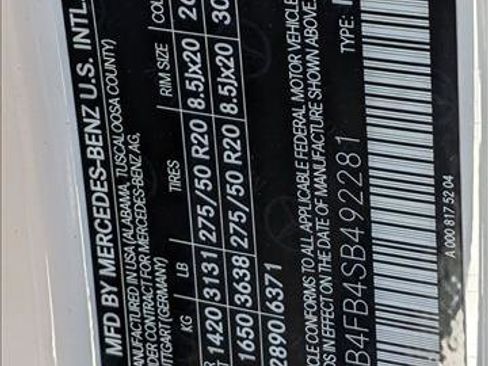 MFD BY MERCEDES-BENZ U.S. INTL.
MANUFACTURED IN USA (ALABAMA, TUSCALOOSA COUNTY)
UNDER CONTRACT FOR MERCEDES-BENZ AG,
STUTTGART (GERMANY)
KG LB TIRES RIM SIZE
1420 3131 275/50 R20 8.5Jx20
1650 3638 275/50 R20 8.5Jx20 30
2890 6371
CONFORMS TO ALL APPLICABLE FEDERAL MOTOR VEHICLE
IN EFFECT ON THE DATE OF MANUFACTURE SHOWN ABOVE.
B4FB4SB492281 TYPE:
A 000 817 52 04